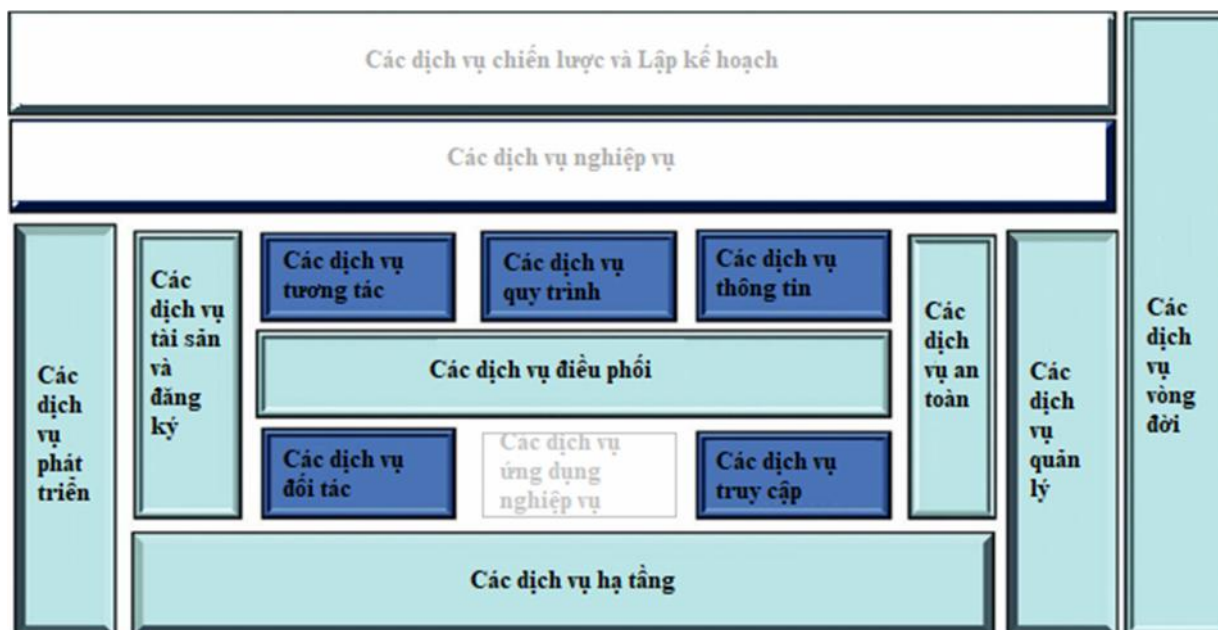 Các dịch vụ chiến lược và Lập kế hoạch
Các dịch vụ nghiệp vụ
Các
dịch
vụ
phát
triển
Các
dịch vụ
tài sản
và
đăng
ký
Các dịch vụ
tương tác
Các dịch vụ
quy trình
Các dịch vụ
thông tin
Các dịch vụ điều phối
Các dịch vụ
đối tác
Các dịch vụ
ứng dụng
nghiệp vụ
Các dịch vụ
truy cập
Các
dịch
vụ an
toàn
Các
dịch
vụ
quản
lý
Các
dịch
vụ
vòng
đời
Các dịch vụ hạ tầng